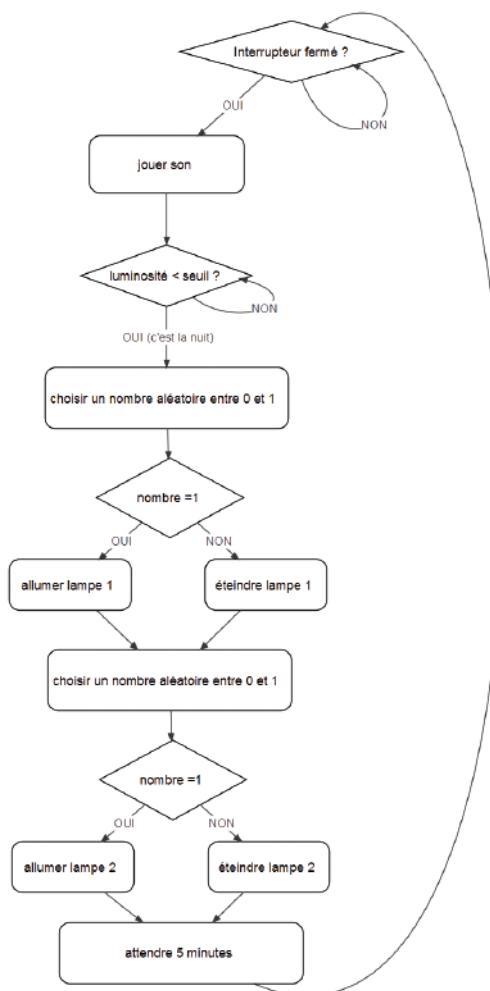 Interrupteur fermé ?
OUI
NON
jouer son
luminosité < seuil ?
NON
OUI (c'est la nuit)
choisir un nombre aléatoire entre 0 et 1
nombre =1
OUI
NON
allumer lampe 1
éteindre lampe 1
choisir un nombre aléatoire entre 0 et 1
nombre =1
OUI
NON
allumer lampe 2
éteindre lampe 2
attendre 5 minutes